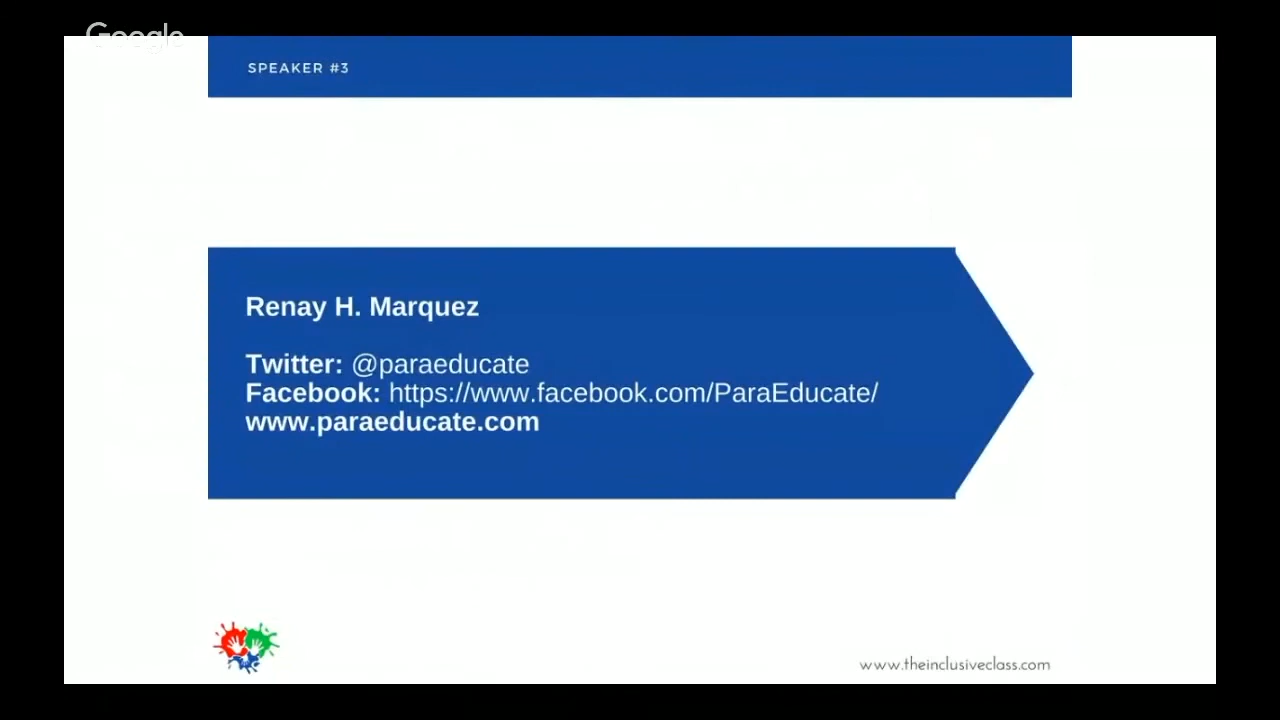 Google
SPEAKER #3
Renay H. Marquez
Twitter: @paraeducate
Facebook: https://www.facebook.com/ParaEducate/
www.paraeducate.com
www.theinclusiveclass.com